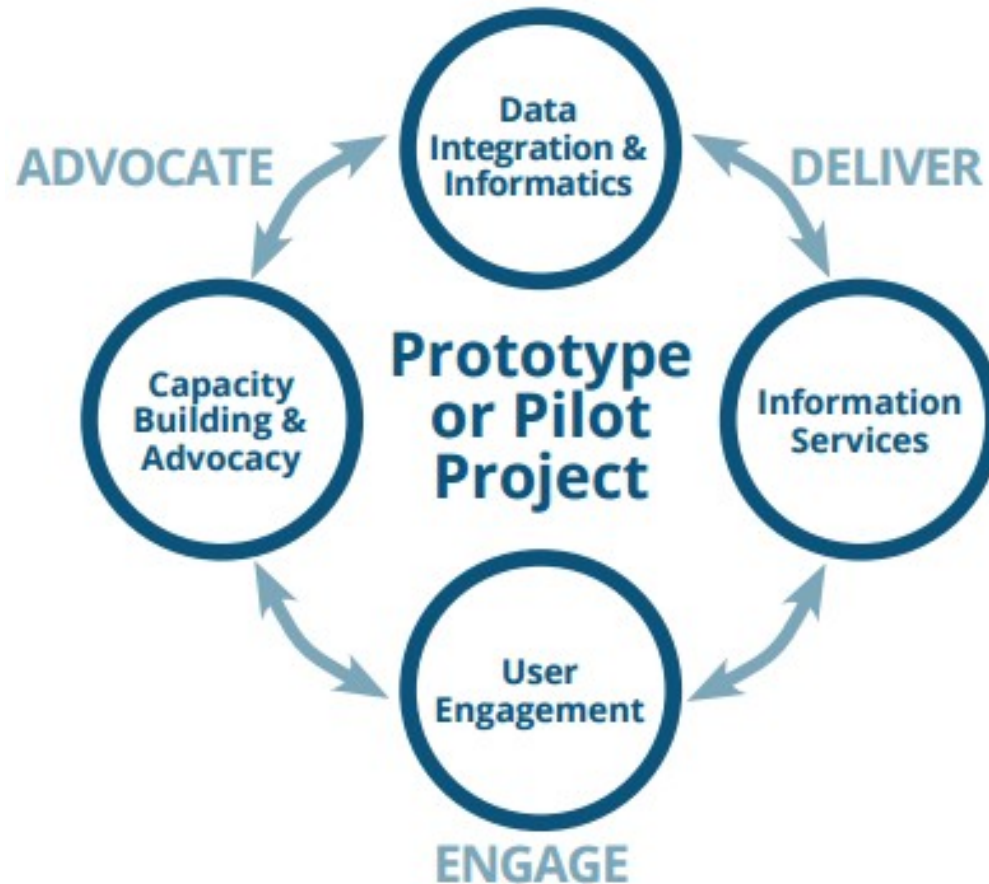 Data
Integration &
Informatics
ADVOCATE
DELIVER
Prototype
or Pilot
Project
Capacity
Building &
Advocacy
Information
Services
User
Engagement
ENGAGE